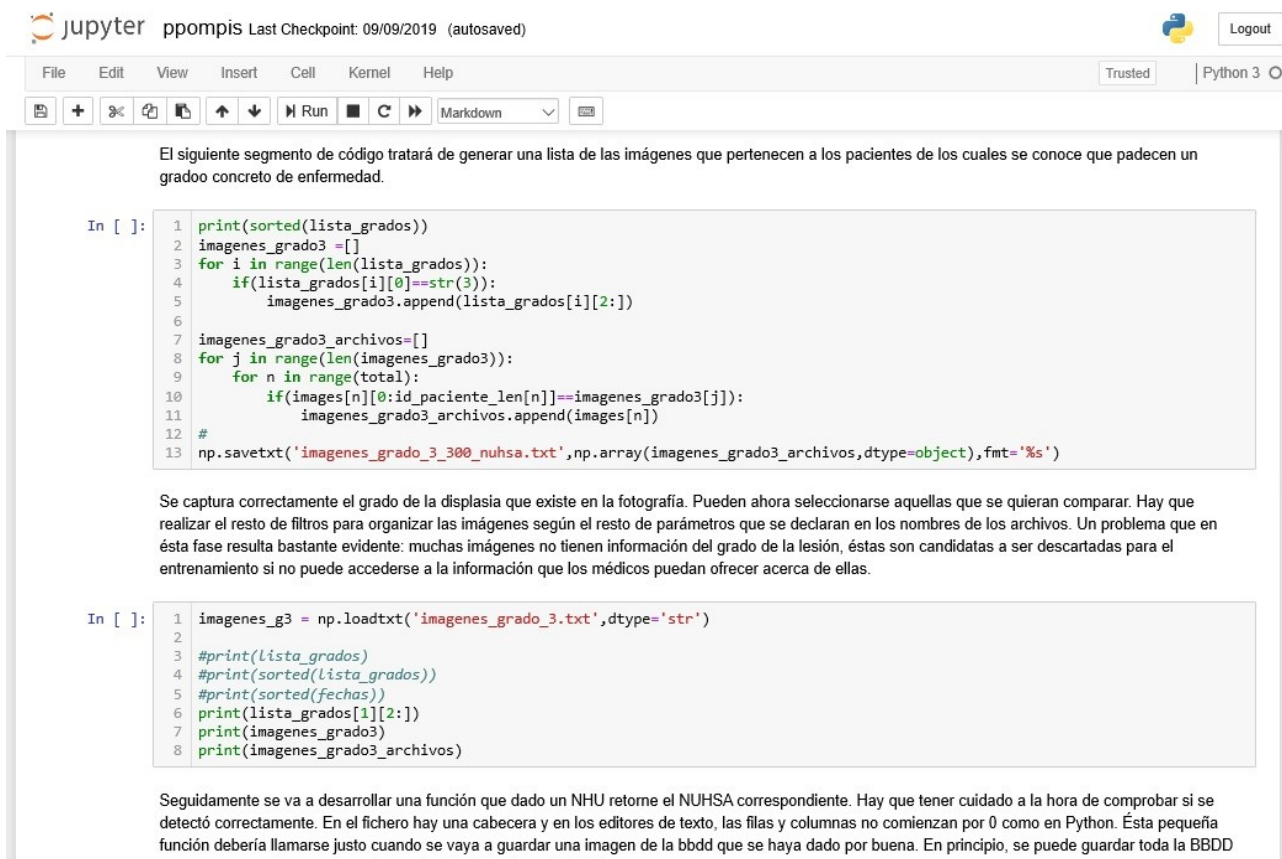 jupyter ppompis Last Checkpoint: 09/09/2019 (autosaved)
Logout
File Edit View Insert Cell Kernel Help
Trusted Python 3
Run Markdown
El siguiente segmento de código tratará de generar una lista de las imágenes que pertenecen a los pacientes de los cuales se conoce que padecen un
gradoo concreto de enfermedad.
In [ ]:
1 print(sorted(lista_grados))
2 imagenes_grado3 =[]
3 for i in range(len(lista_grados)):
4     if(lista_grados[i][0]==str(3)):
5         imagenes_grado3.append(lista_grados[i][2:])
6
7 imagenes_grado3_archivos=[]
8 for j in range(len(imagenes_grado3)):
9     for n in range(total):
10         if(images[n][0:id_paciente_len[n]]==imagenes_grado3[j]):
11             imagenes_grado3_archivos.append(images[n])
12 #
13 np.savetxt('imagenes_grado_3_300_nuhsa.txt',np.array(imagenes_grado3_archivos,dtype=object),fmt='%s')
Se captura correctamente el grado de la displasia que existe en la fotografía. Pueden ahora seleccionarse aquellas que se quieran comparar. Hay que
realizar el resto de filtros para organizar las imágenes según el resto de parámetros que se declaran en los nombres de los archivos. Un problema que en
ésta fase resulta bastante evidente: muchas imágenes no tienen información del grado de la lesión, éstas son candidatas a ser descartadas para el
entrenamiento si no puede accederse a la información que los médicos puedan ofrecer acerca de ellas.
In [ ]:
1 imagenes_g3 = np.loadtxt('imagenes_grado_3.txt',dtype='str')
2
3 #print(lista_grados)
4 #print(sorted(lista_grados))
5 #print(sorted(fechas))
6 print(lista_grados[1][2:])
7 print(imagenes_grado3)
8 print(imagenes_grado3_archivos)
Seguidamente se va a desarrollar una función que dado un NHU retorne el NUHSA correspondiente. Hay que tener cuidado a la hora de comprobar si se
detectó correctamente. En el fichero hay una cabecera y en los editores de texto, las filas y columnas no comienzan por 0 como en Python. Ésta pequeña
función debería llamarse justo cuando se vaya a guardar una imagen de la bbdd que se haya dado por buena. En principio, se puede guardar toda la BBDD